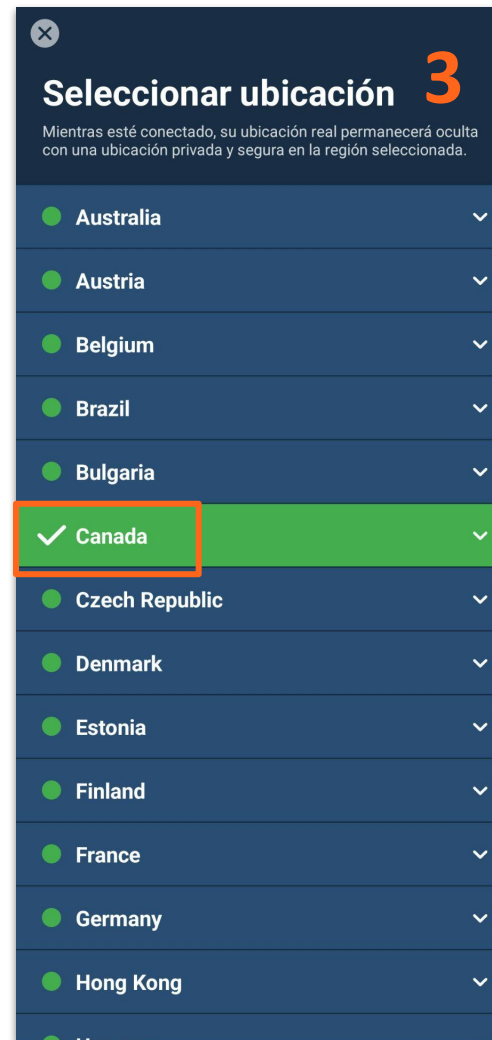 3
Seleccionar ubicación
Mientras esté conectado, su ubicación real permanecerá oculta
con una ubicación privada y segura en la región seleccionada.
Australia
Austria
Belgium
Brazil
Bulgaria
Canada
Czech Republic
Denmark
Estonia
Finland
France
Germany
Hong Kong